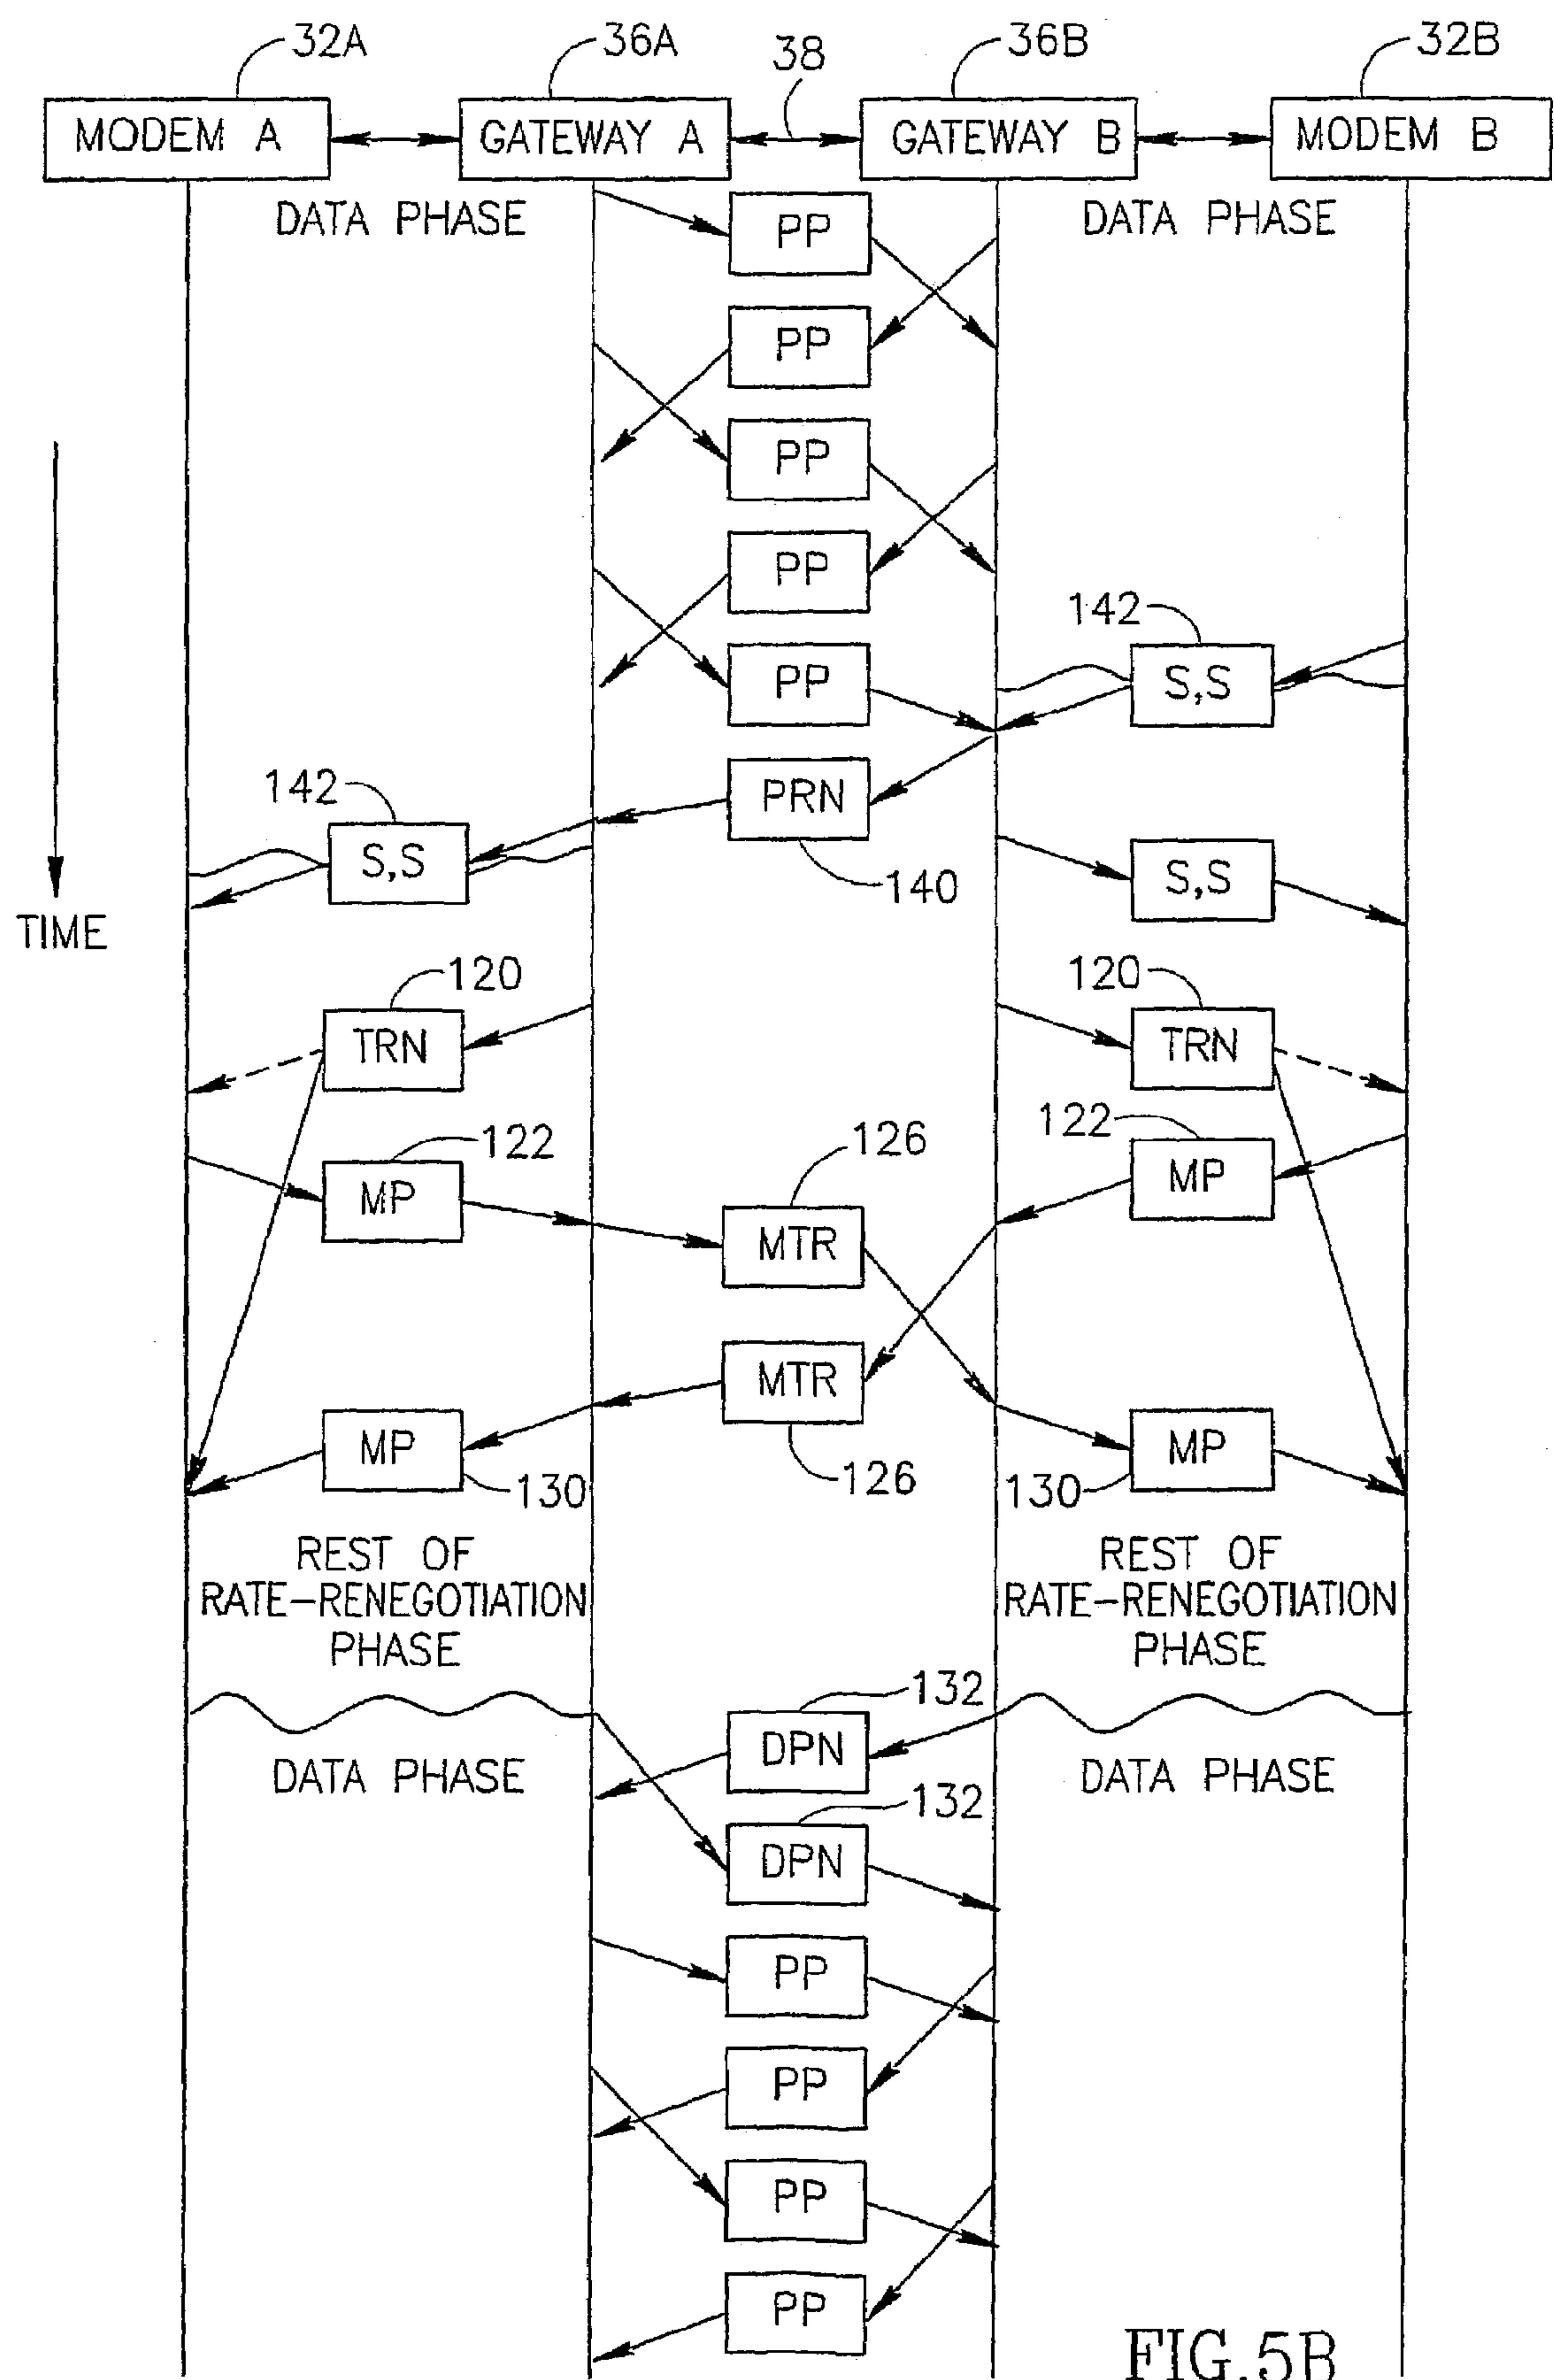 32A
36A
38
36B
32B
MODEM A
GATEWAY A
GATEWAY B
MODEM B
DATA PHASE
PP
DATA PHASE
PP
PP
PP
142
S,S
PP
142
PRN
S,S
140
S,S
TIME
120
120
TRN
TRN
122
122
126
MP
MP
MTR
MTR
MP
130
126
MP
130
REST OF
RATE-RENEGOTIATION
PHASE
REST OF
RATE-RENEGOTIATION
PHASE
132
DPN
DATA PHASE
DATA PHASE
132
DPN
PP
PP
PP
PP
FIG.5B